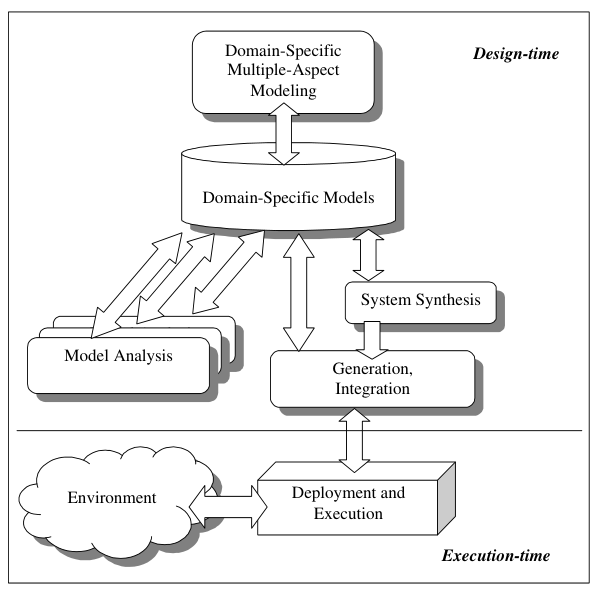 Domain-Specific
Multiple-Aspect
Modeling
Design-time
Domain-Specific Models
System Synthesis
Model Analysis
Generation,
Integration
Environment
Deployment and
Execution
Execution-time